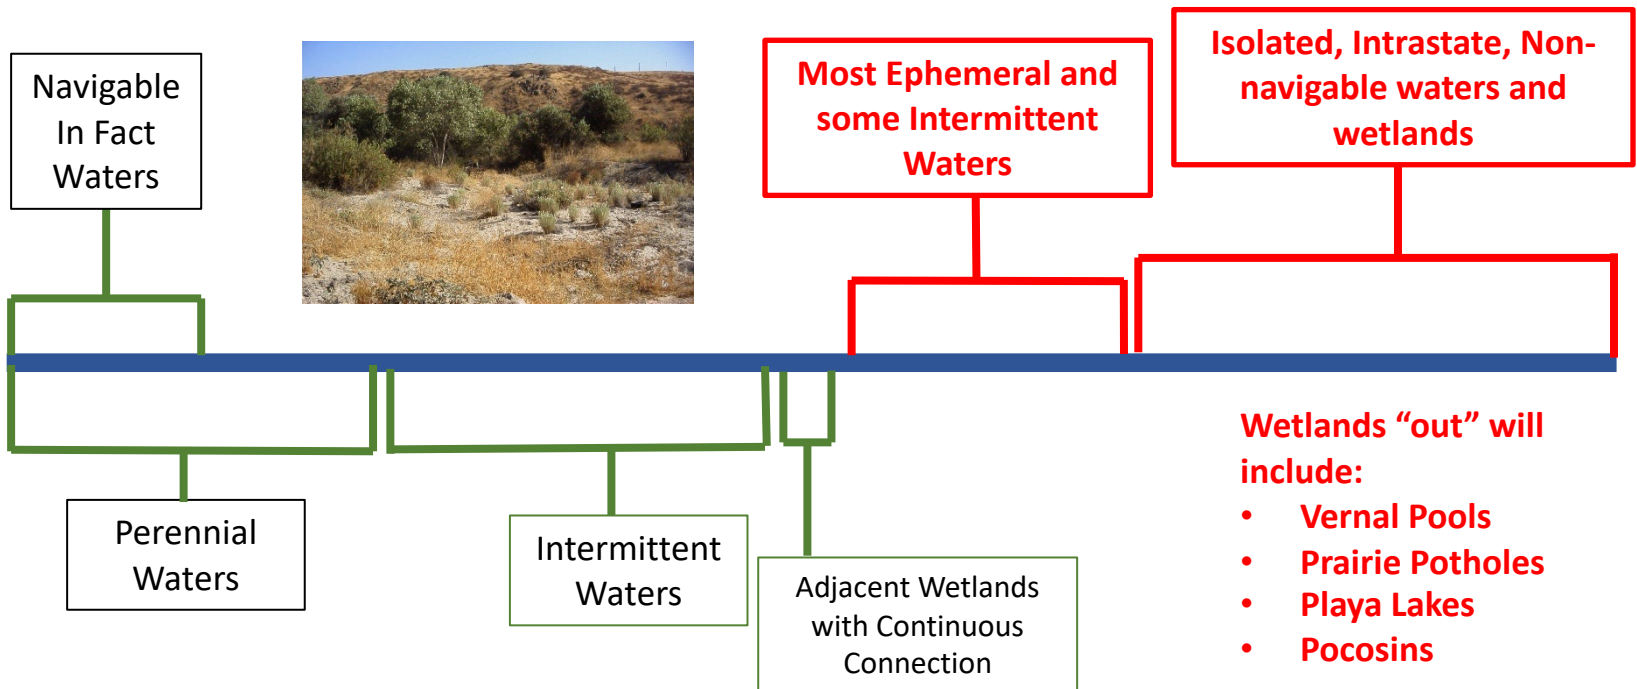 Navigable
In Fact
Waters
Most Ephemeral and
some Intermittent
Waters
Isolated, Intrastate, Non-
navigable waters and
wetlands
Perennial
Waters
Intermittent
Waters
Adjacent Wetlands
with Continuous
Connection
Wetlands “out” will
include:
• Vernal Pools
• Prairie Potholes
• Playa Lakes
• Pocosins